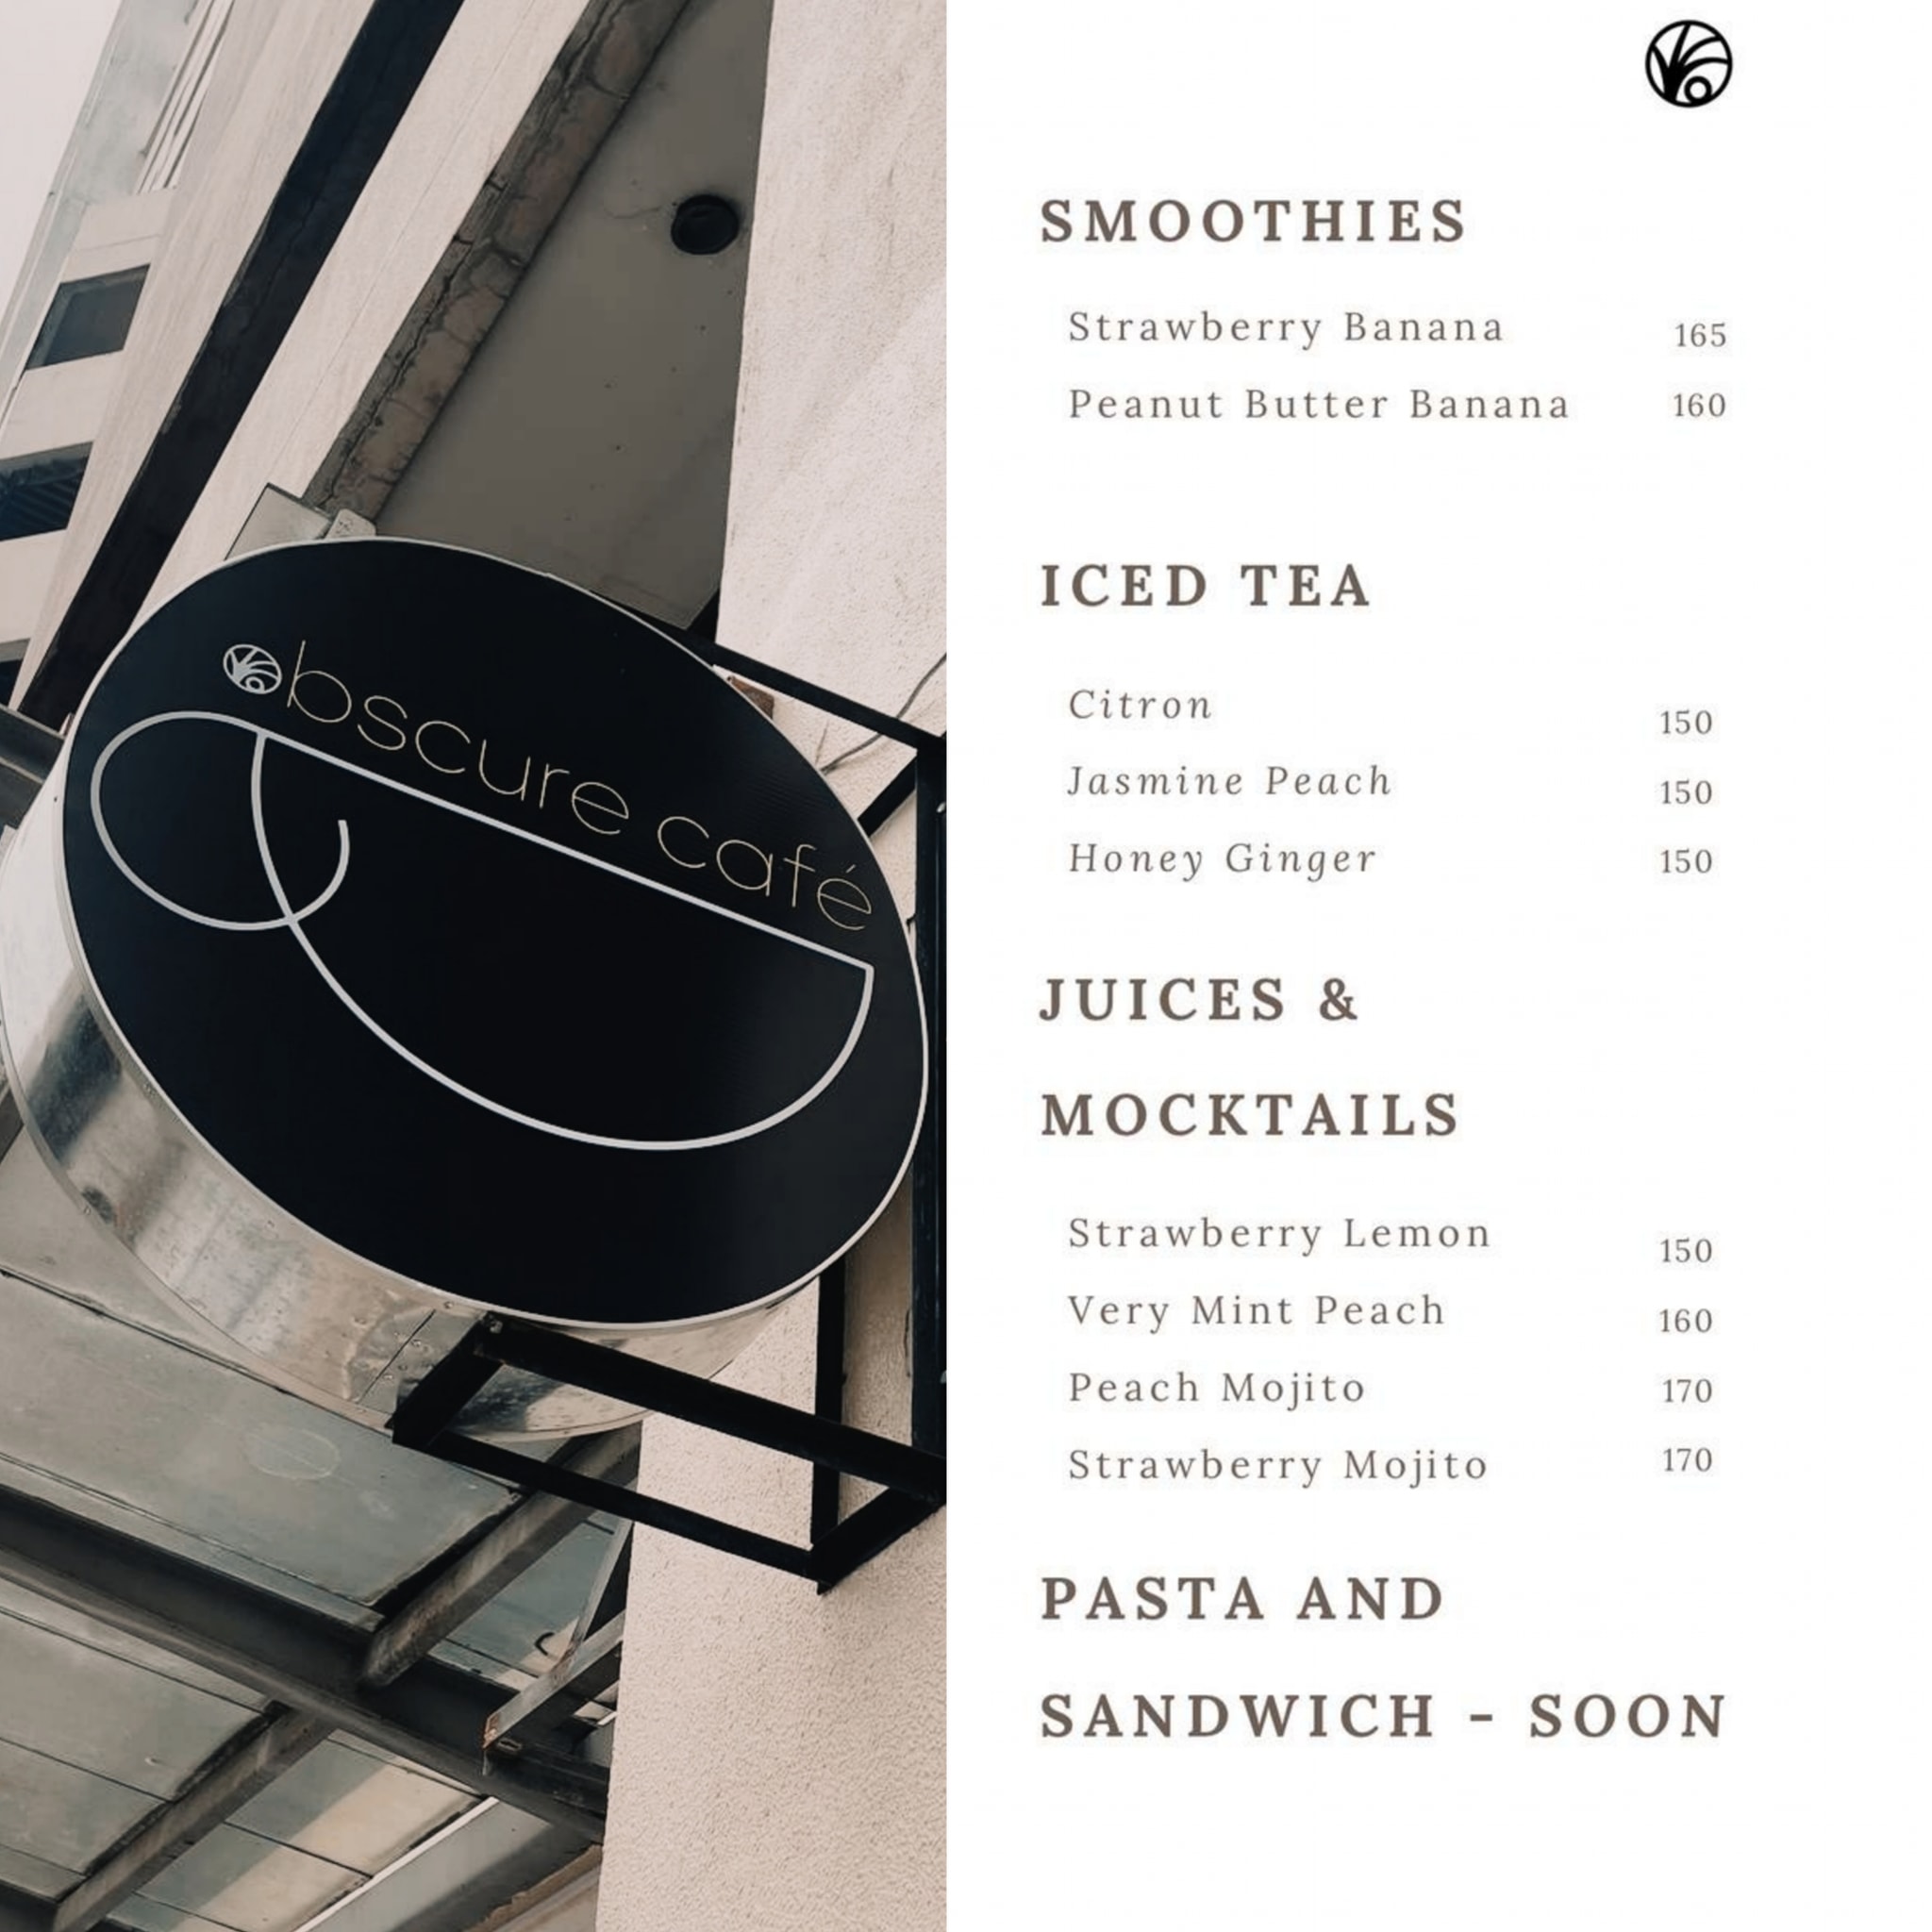 obscure café
SMOOTHIES
Strawberry Banana 165
Peanut Butter Banana 160
ICED TEA
Citron 150
Jasmine Peach 150
Honey Ginger 150
JUICES &
MOCKTAILS
Strawberry Lemon 150
Very Mint Peach 160
Peach Mojito 170
Strawberry Mojito 170
PASTA AND
SANDWICH - SOON